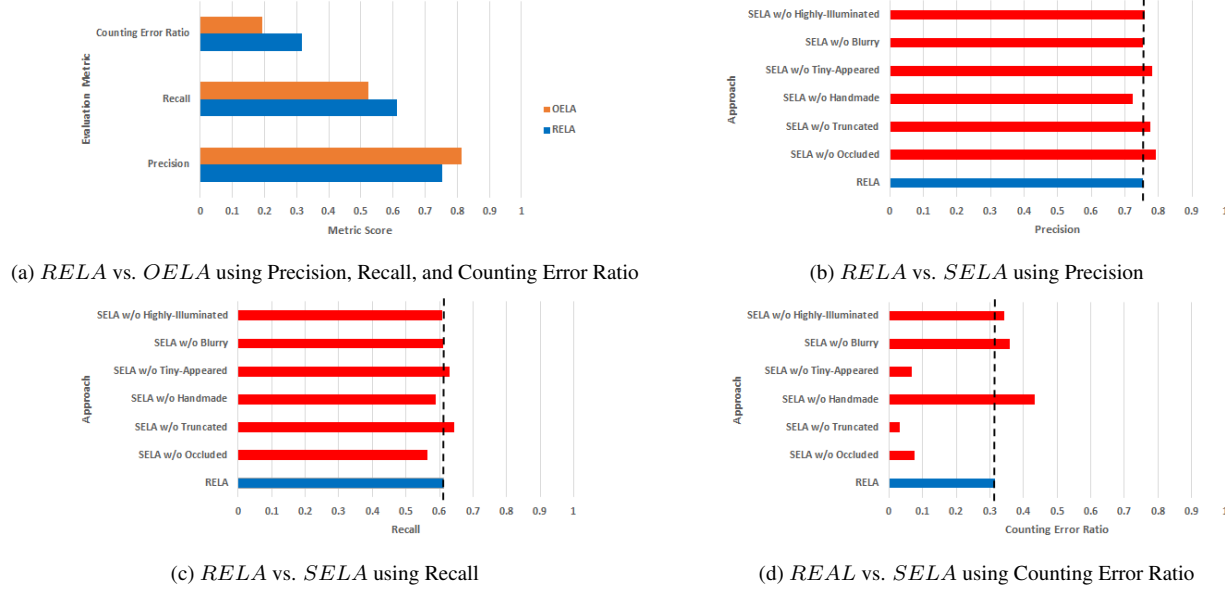 Counting Error Ratio
Recall
Precision
Evaluation Metric
0 0.1 0.2 0.3 0.4 0.5 0.6 0.7 0.8 0.9 1
Metric Score
OELA
RELA
(a) RELA vs. OELA using Precision, Recall, and Counting Error Ratio
SELA w/o Highly-Illuminated
SELA w/o Blurry
SELA w/o Tiny-Appeared
SELA w/o Handmade
SELA w/o Truncated
SELA w/o Occluded
RELA
Approach
0 0.1 0.2 0.3 0.4 0.5 0.6 0.7 0.8 0.9 1
Precision
(b) RELA vs. SELA using Precision
SELA w/o Highly-Illuminated
SELA w/o Blurry
SELA w/o Tiny-Appeared
SELA w/o Handmade
SELA w/o Truncated
SELA w/o Occluded
RELA
Approach
0 0.1 0.2 0.3 0.4 0.5 0.6 0.7 0.8 0.9 1
Recall
(c) RELA vs. SELA using Recall
SELA w/o Highly-Illuminated
SELA w/o Blurry
SELA w/o Tiny-Appeared
SELA w/o Handmade
SELA w/o Truncated
SELA w/o Occluded
RELA
Approach
0 0.1 0.2 0.3 0.4 0.5 0.6 0.7 0.8 0.9 1
Counting Error Ratio
(d) REAL vs. SELA using Counting Error Ratio